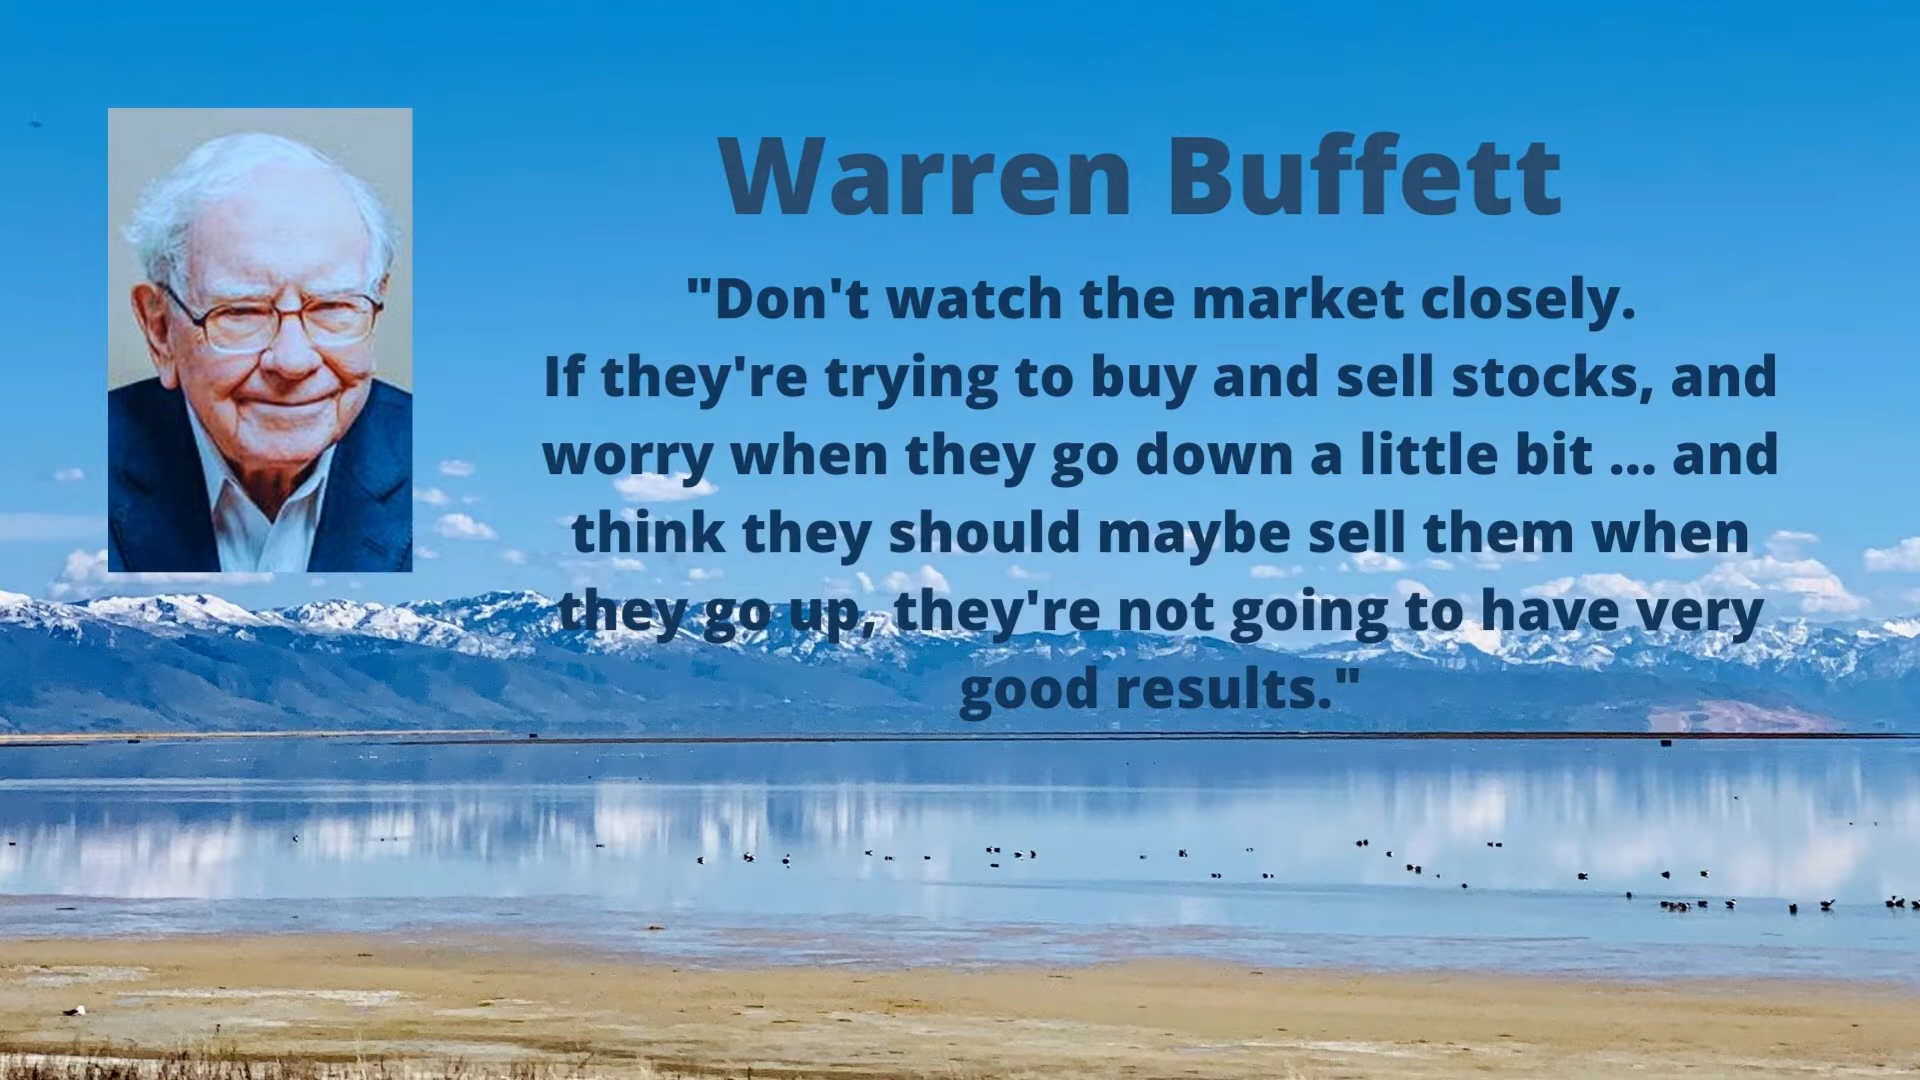 Warren Buffett
"Don't watch the market closely.
If they're trying to buy and sell stocks, and
worry when they go down a little bit ... and
think they should maybe sell them when
they go up, they're not going to have very
good results."